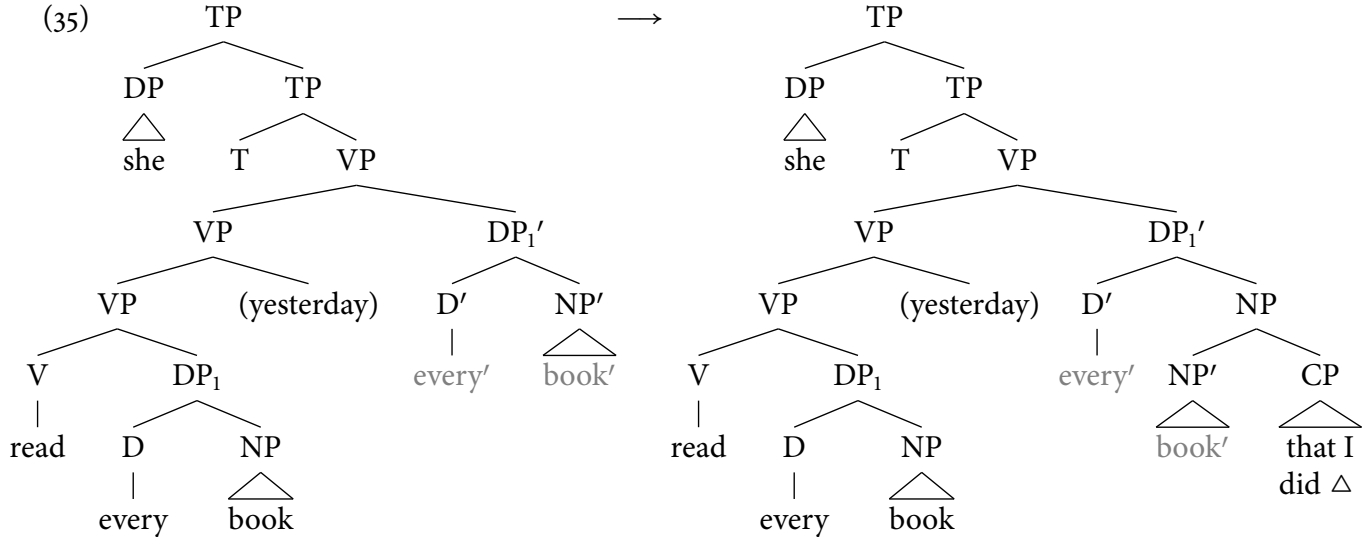 (35) TP → TP
DP TP DP TP
she T VP she T VP
VP DP₁′ VP DP₁′
VP (yesterday) D′ NP′ VP (yesterday) D′ NP
V DP₁ every′ book′ V DP₁ every′ NP′ CP
read D NP read D NP book′ that I
did △
every book every book